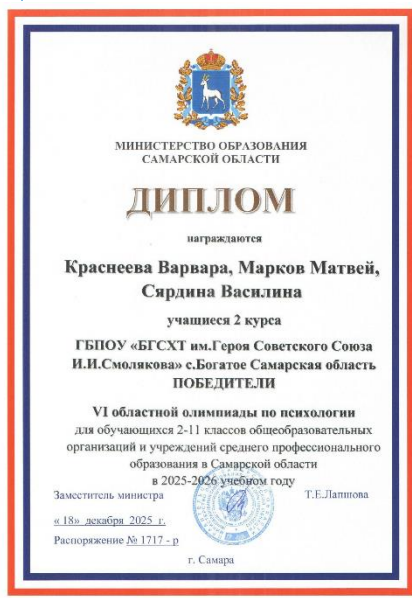 МИНИСТЕРСТВО ОБРАЗОВАНИЯ
САМАРСКОЙ ОБЛАСТИ
ДИПЛОМ
награждаются
Краснеева Варвара, Марков Матвей,
Сярдина Василина
учащиеся 2 курса
ГБПОУ «БГСХТ им.Героя Советского Союза
И.И.Смолякова» с.Богатое Самарская область
ПОБЕДИТЕЛИ
VI областной олимпиады по психологии
для обучающихся 2-11 классов общеобразовательных
организаций и учреждений среднего профессионального
образования в Самарской области
в 2025-2026 учебном году
Заместитель министра Т.Е.Лапшова
« 18» декабря 2025 г.
Распоряжение № 1717 - р
г. Самара